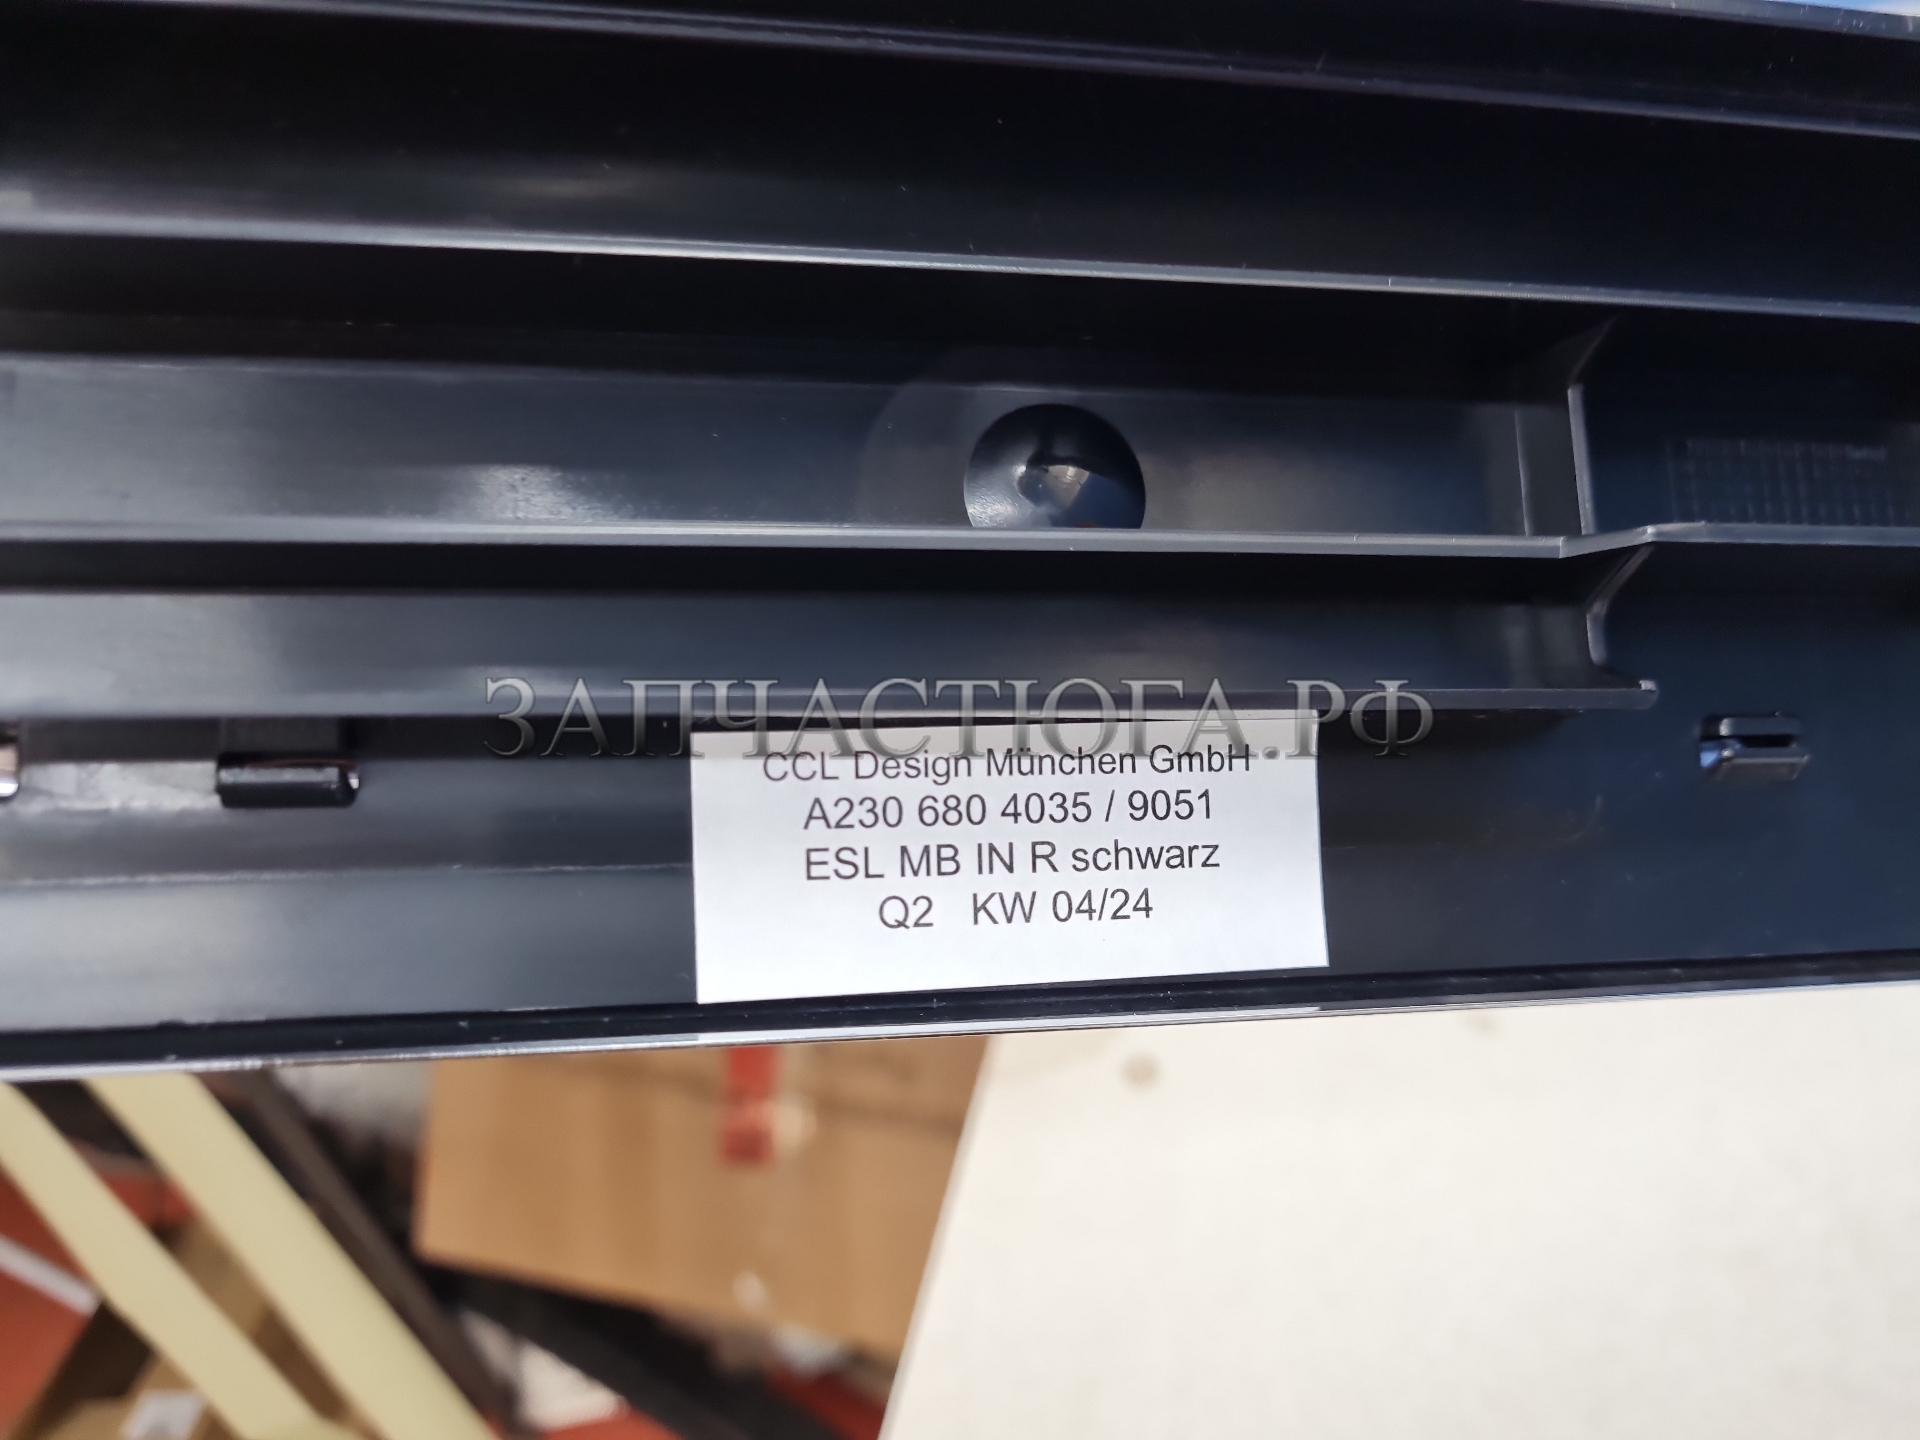 ЗАПЧАСТЮГА.РФ
CCL Design München GmbH
A230 680 4035 / 9051
ESL MB IN R schwarz
Q2 KW 04/24